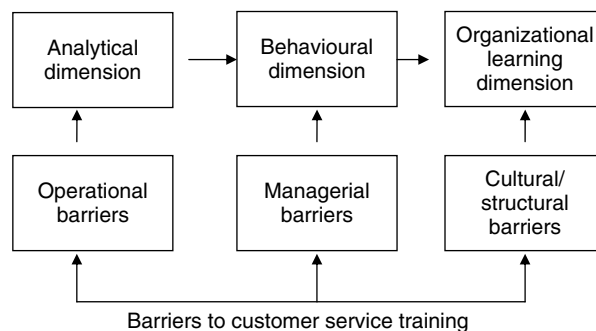 Analytical
dimension
Behavioural
dimension
Organizational
learning
dimension
Operational
barriers
Managerial
barriers
Cultural/
structural
barriers
Barriers to customer service training